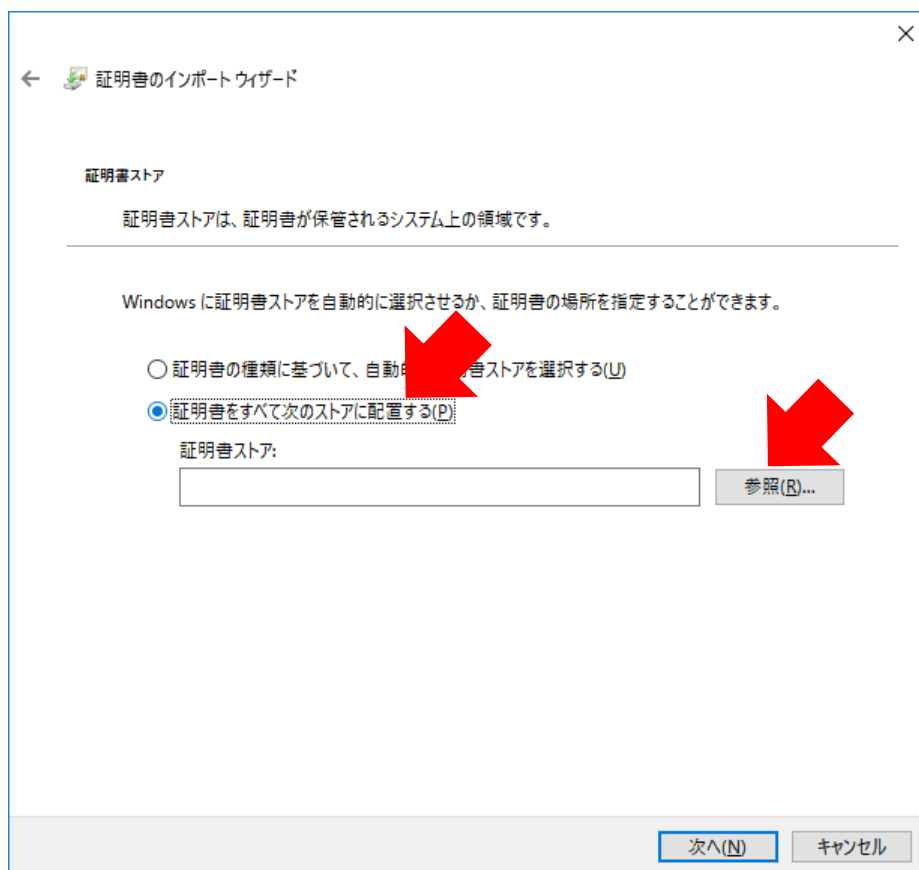 証明書のインポート ウィザード
証明書ストア
証明書ストアは、証明書が保管されるシステム上の領域です。
Windows に証明書ストアを自動的に選択させるか、証明書の場所を指定することができます。
証明書の種類に基づいて、自動的 書ストアを選択する(U)
証明書をすべて次のストアに配置する(P)
証明書ストア:
参照(R)...
次へ(N)
キャンセル